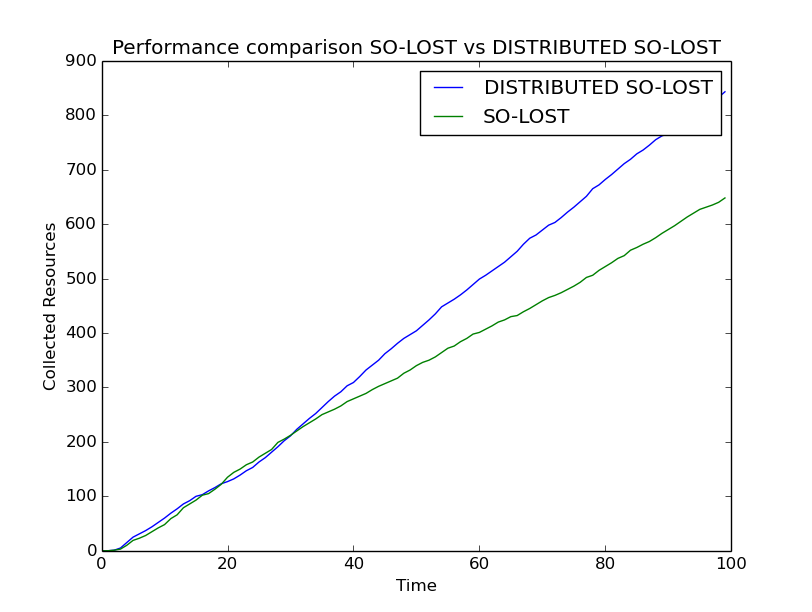 Performance comparison SO-LOST vs DISTRIBUTED SO-LOST
DISTRIBUTED SO-LOST
SO-LOST
900
800
700
600
500
400
300
200
100
0
Collected Resources
0 20 40 60 80 100
Time